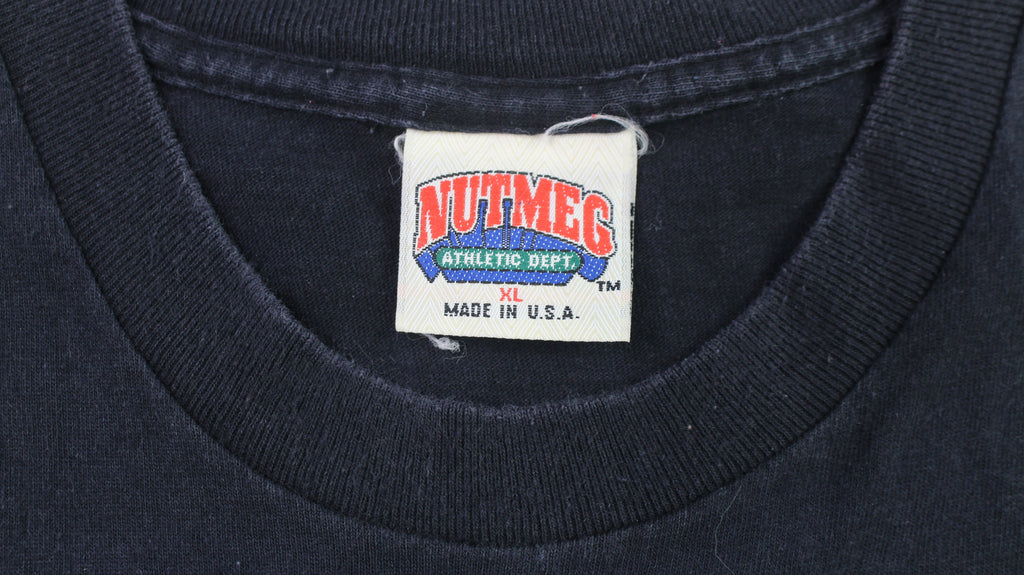 NUTMEG
ATHLETIC DEPT.
TM
XL
MADE IN U.S.A.